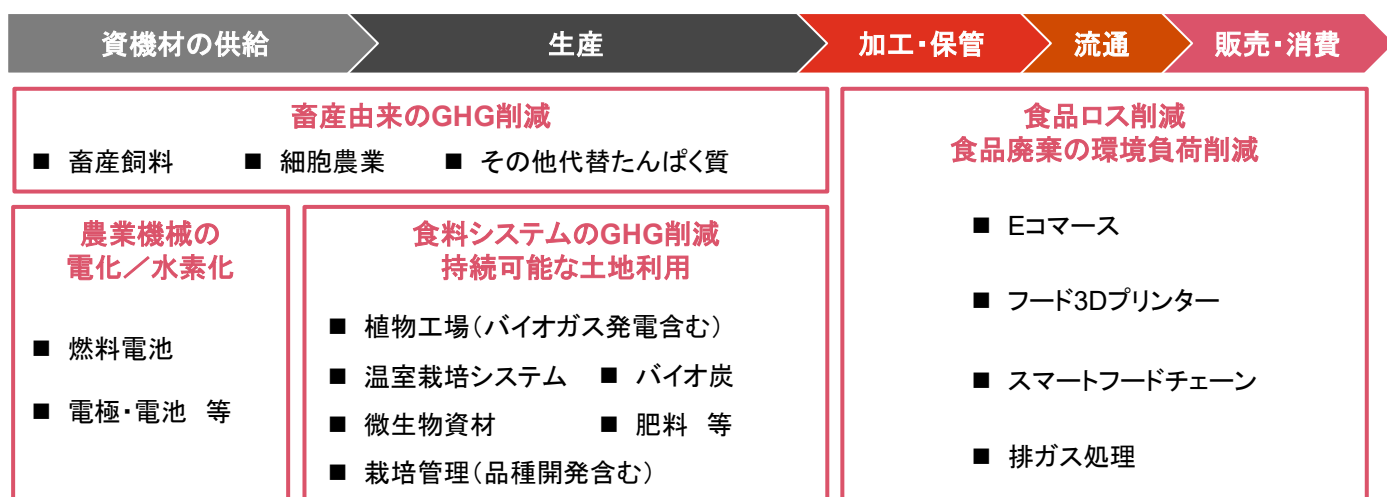 資機材の供給
生産
加工・保管
流通
販売・消費
畜産由来のGHG削減
■ 畜産飼料 ■ 細胞農業 ■ その他代替たんぱく質
農業機械の
電化／水素化
■ 燃料電池
■ 電極・電池 等
食料システムのGHG削減
持続可能な土地利用
■ 植物工場（バイオガス発電含む）
■ 温室栽培システム ■ バイオ炭
■ 微生物資材 ■ 肥料 等
■ 栽培管理（品種開発含む）
食品ロス削減
食品廃棄の環境負荷削減
■ Eコマース
■ フード3Dプリンター
■ スマートフードチェーン
■ 排ガス処理